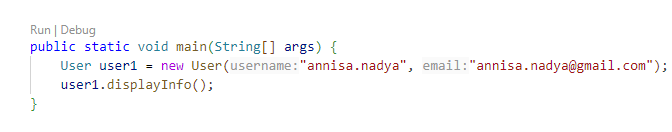 Run | Debug
public static void main(String[] args) {
User user1 = new User(username:"annisa.nadya", email:"annisa.nadya@gmail.com");
user1.displayInfo();
}